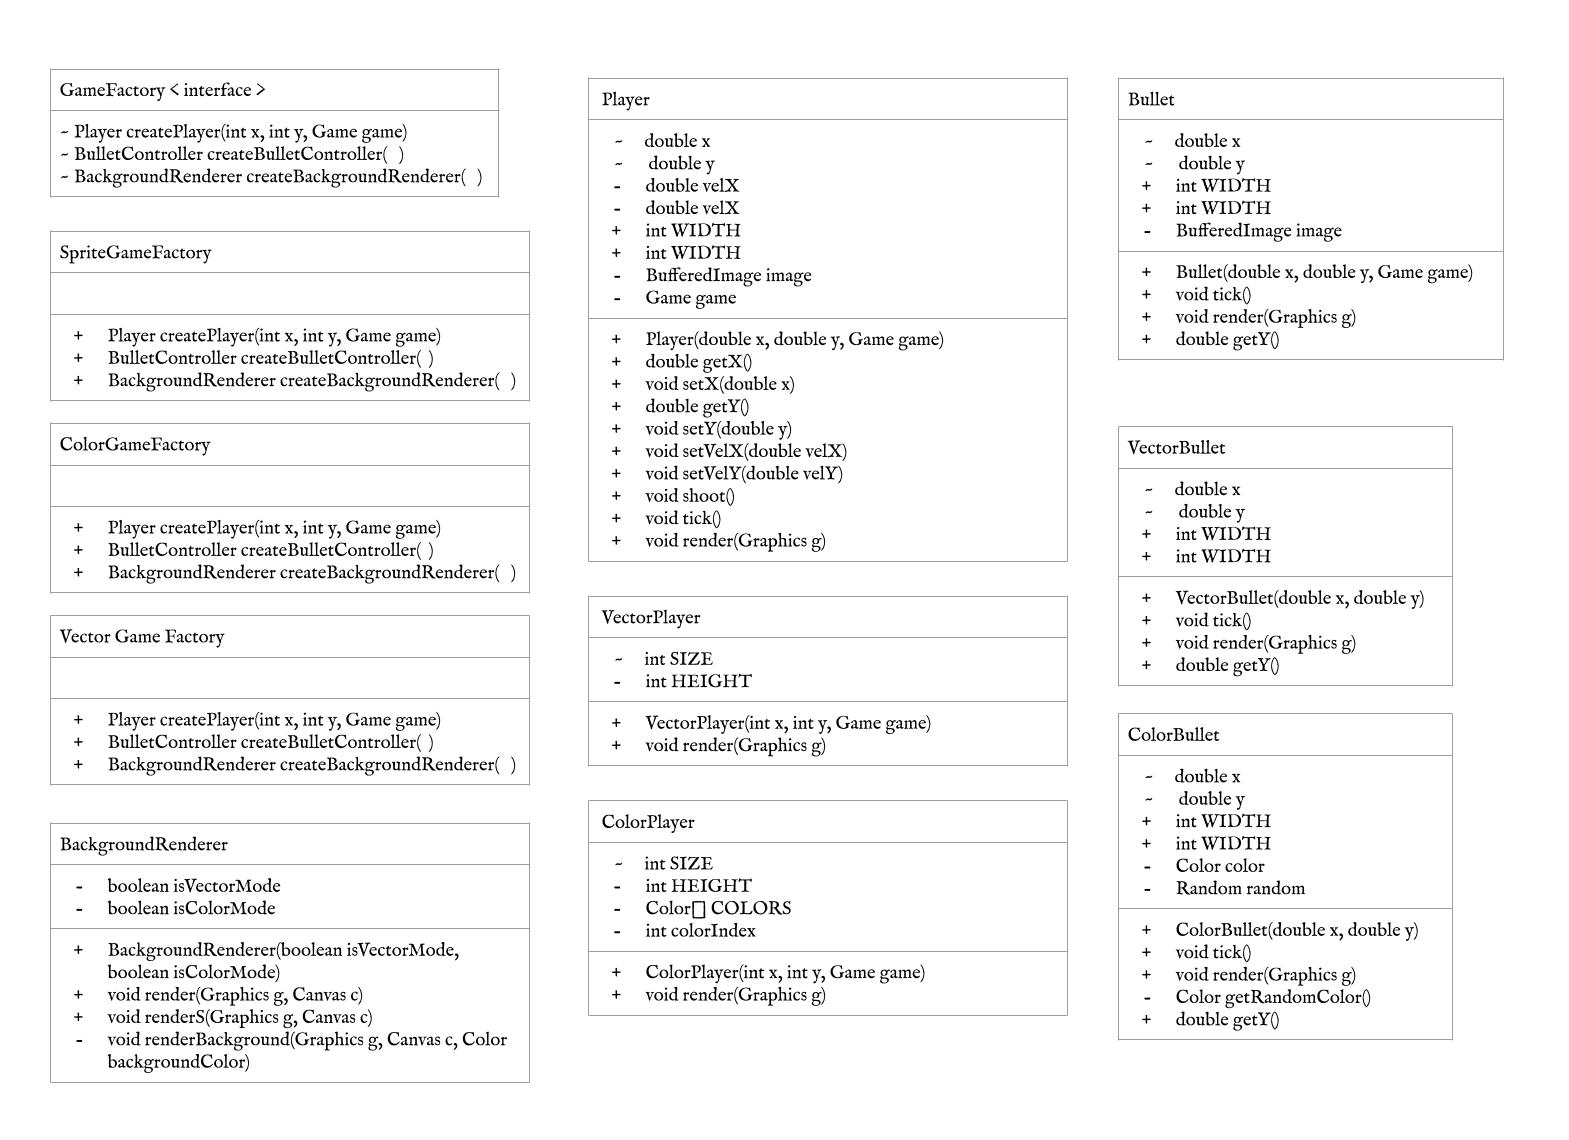 GameFactory < interface >
~ Player createPlayer(int x, int y, Game game)
~ BulletController createBulletController(  )
~ BackgroundRenderer createBackgroundRenderer(  )
SpriteGameFactory
+ Player createPlayer(int x, int y, Game game)
+ BulletController createBulletController( )
+ BackgroundRenderer createBackgroundRenderer(  )
ColorGameFactory
+ Player createPlayer(int x, int y, Game game)
+ BulletController createBulletController( )
+ BackgroundRenderer createBackgroundRenderer(  )
Vector Game Factory
+ Player createPlayer(int x, int y, Game game)
+ BulletController createBulletController( )
+ BackgroundRenderer createBackgroundRenderer(  )
BackgroundRenderer
- boolean isVectorMode
- boolean isColorMode
+ BackgroundRenderer(boolean isVectorMode,
boolean isColorMode)
+ void render(Graphics g, Canvas c)
+ void renderS(Graphics g, Canvas c)
- void renderBackground(Graphics g, Canvas c, Color
backgroundColor)
Player
~ double x
~ double y
- double velX
- double velX
+ int WIDTH
+ int WIDTH
- BufferedImage image
- Game game
+ Player(double x, double y, Game game)
+ double getX()
+ void setX(double x)
+ double getY()
+ void setY(double y)
+ void setVelX(double velX)
+ void setVelY(double velY)
+ void shoot()
+ void tick()
+ void render(Graphics g)
VectorPlayer
~ int SIZE
- int HEIGHT
+ VectorPlayer(int x, int y, Game game)
+ void render(Graphics g)
ColorPlayer
~ int SIZE
- int HEIGHT
- Color[] COLORS
- int colorIndex
+ ColorPlayer(int x, int y, Game game)
+ void render(Graphics g)
Bullet
~ double x
~ double y
+ int WIDTH
+ int WIDTH
- BufferedImage image
+ Bullet(double x, double y, Game game)
+ void tick()
+ void render(Graphics g)
+ double getY()
VectorBullet
~ double x
~ double y
+ int WIDTH
+ int WIDTH
+ VectorBullet(double x, double y)
+ void tick()
+ void render(Graphics g)
+ double getY()
ColorBullet
~ double x
~ double y
+ int WIDTH
+ int WIDTH
- Color color
- Random random
+ ColorBullet(double x, double y)
+ void tick()
+ void render(Graphics g)
- Color getRandomColor()
+ double getY()